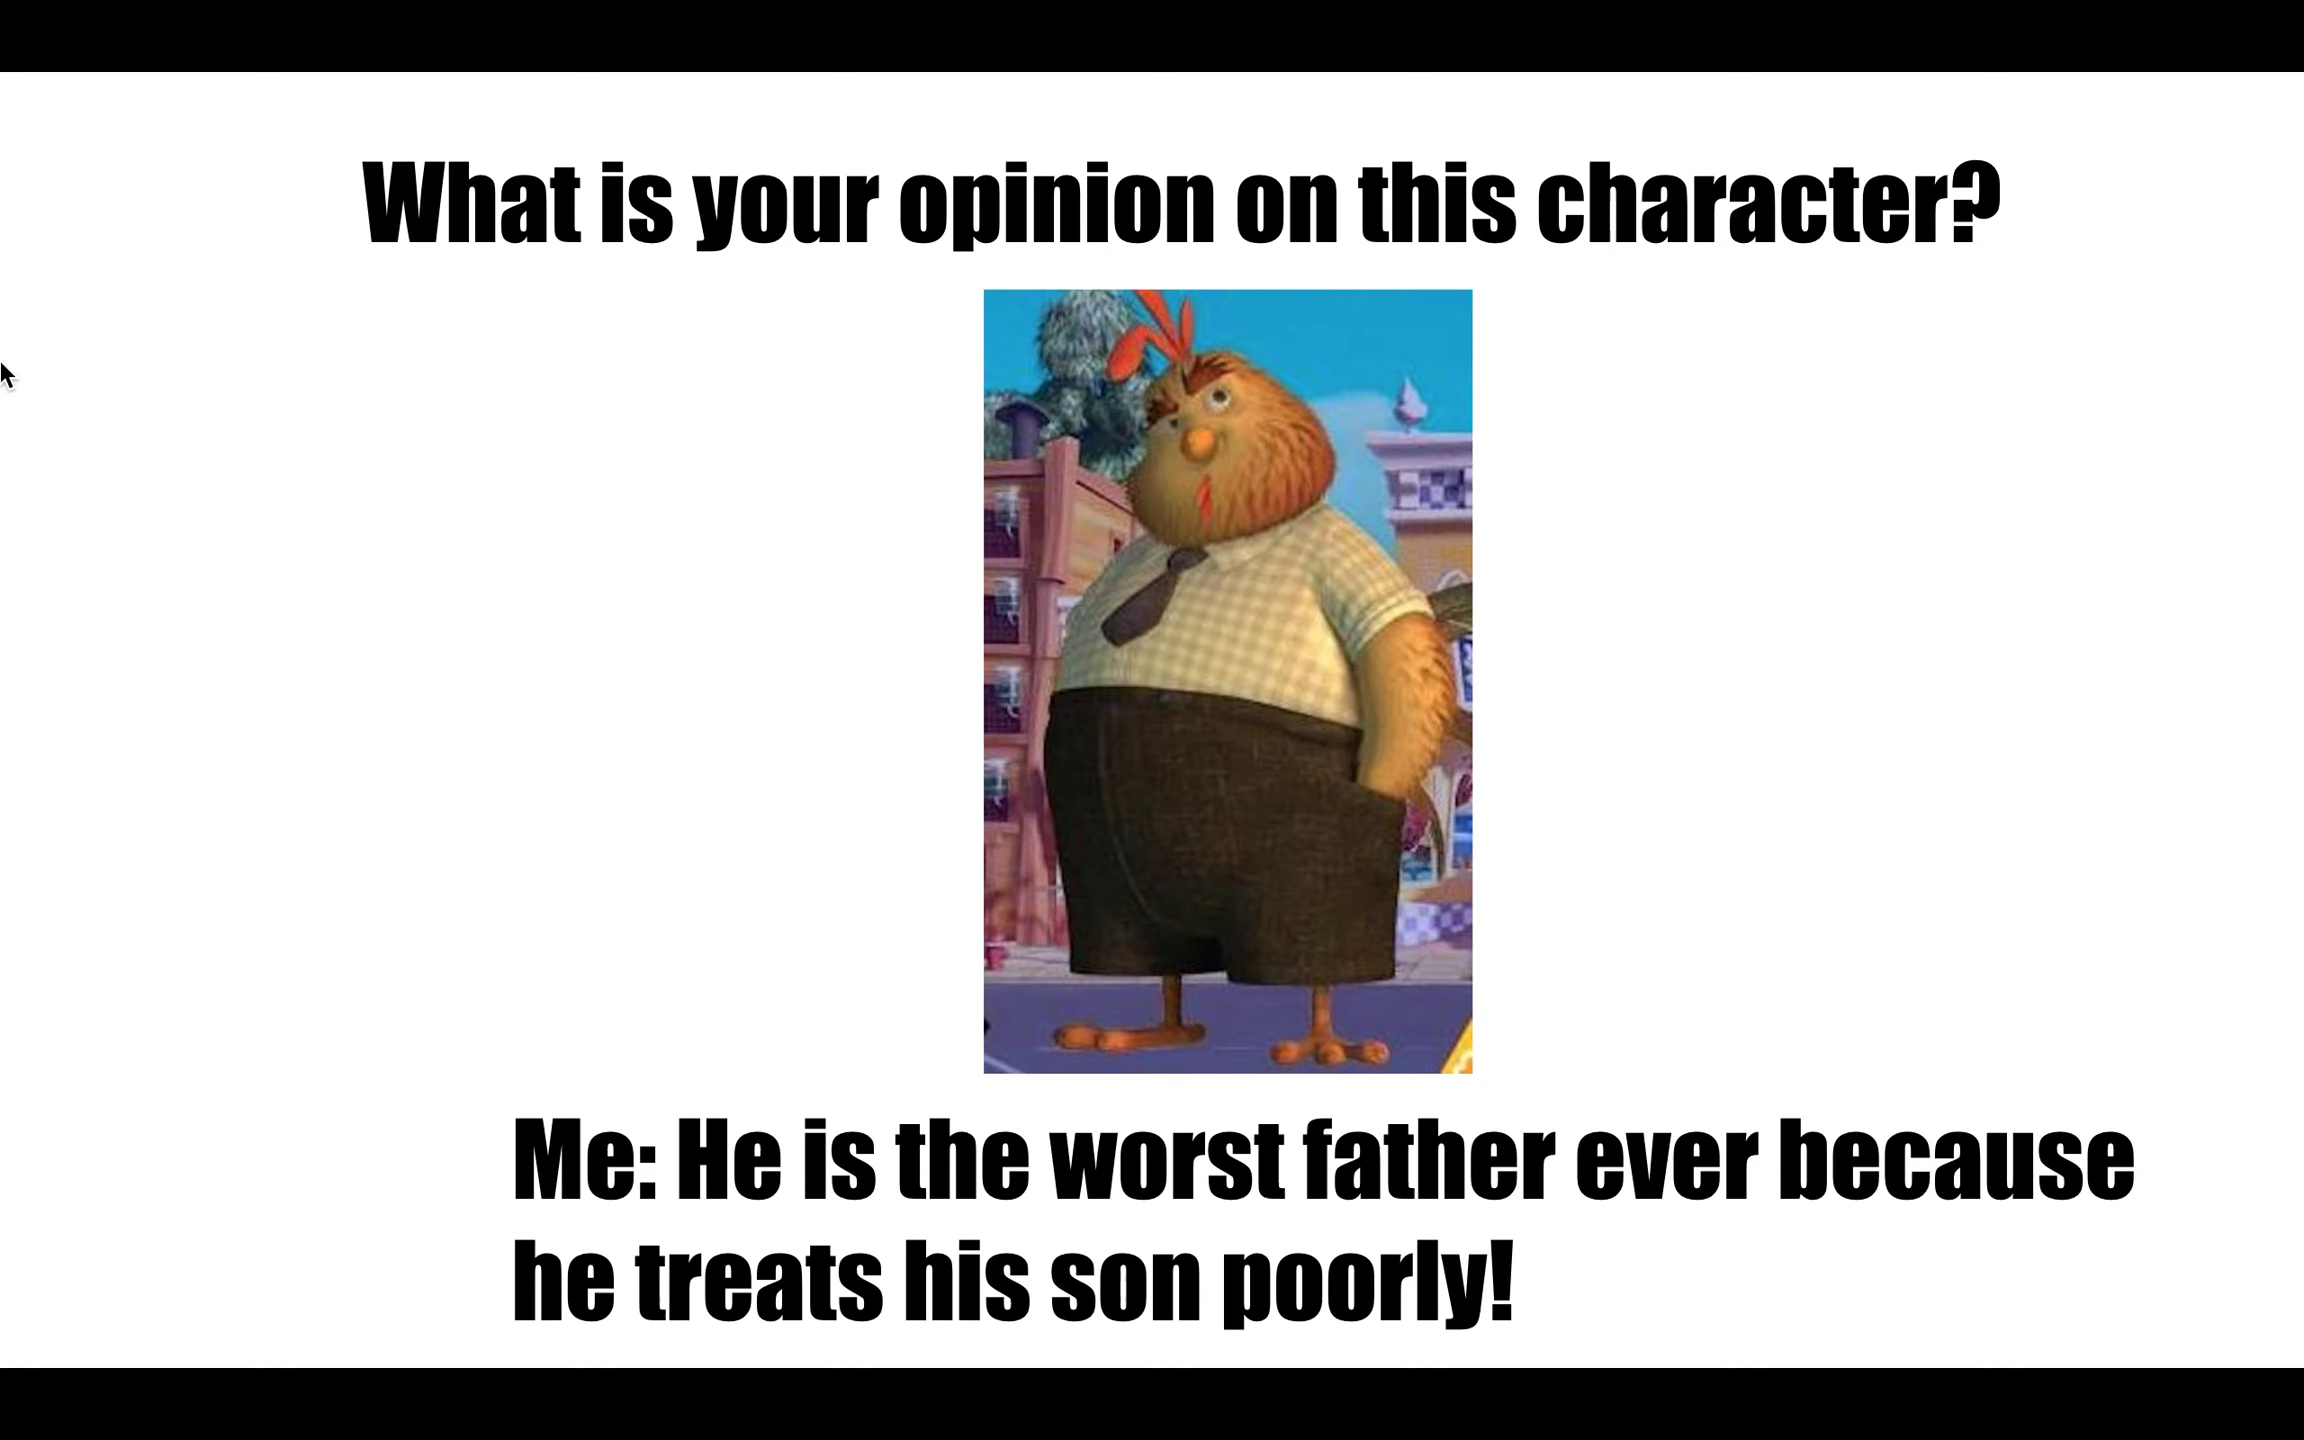 What is your opinion on this character?
Me: He is the worst father ever because
he treats his son poorly!